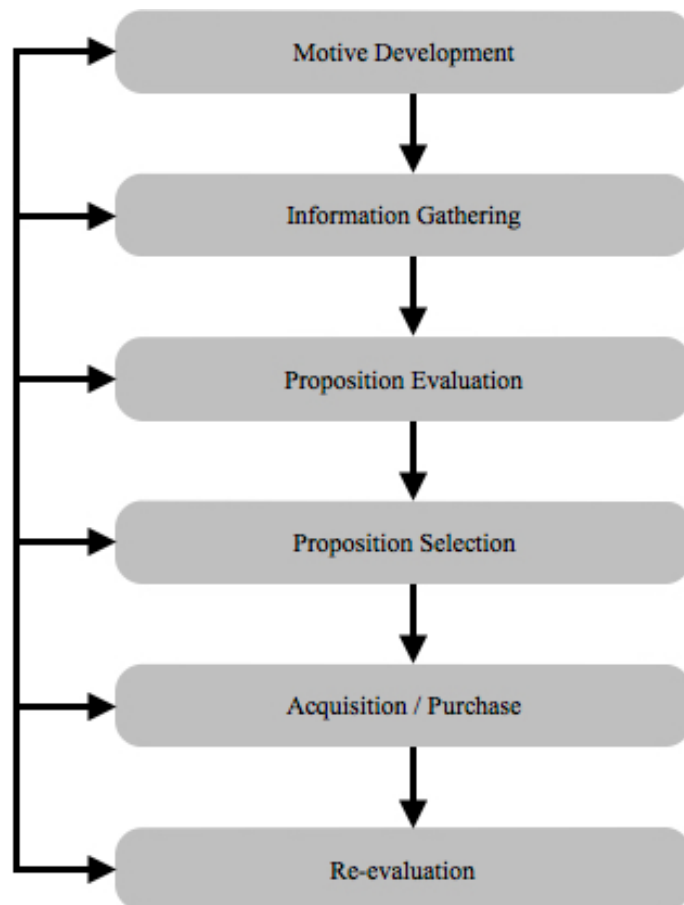 Motive Development
Information Gathering
Proposition Evaluation
Proposition Selection
Acquisition / Purchase
Re-evaluation